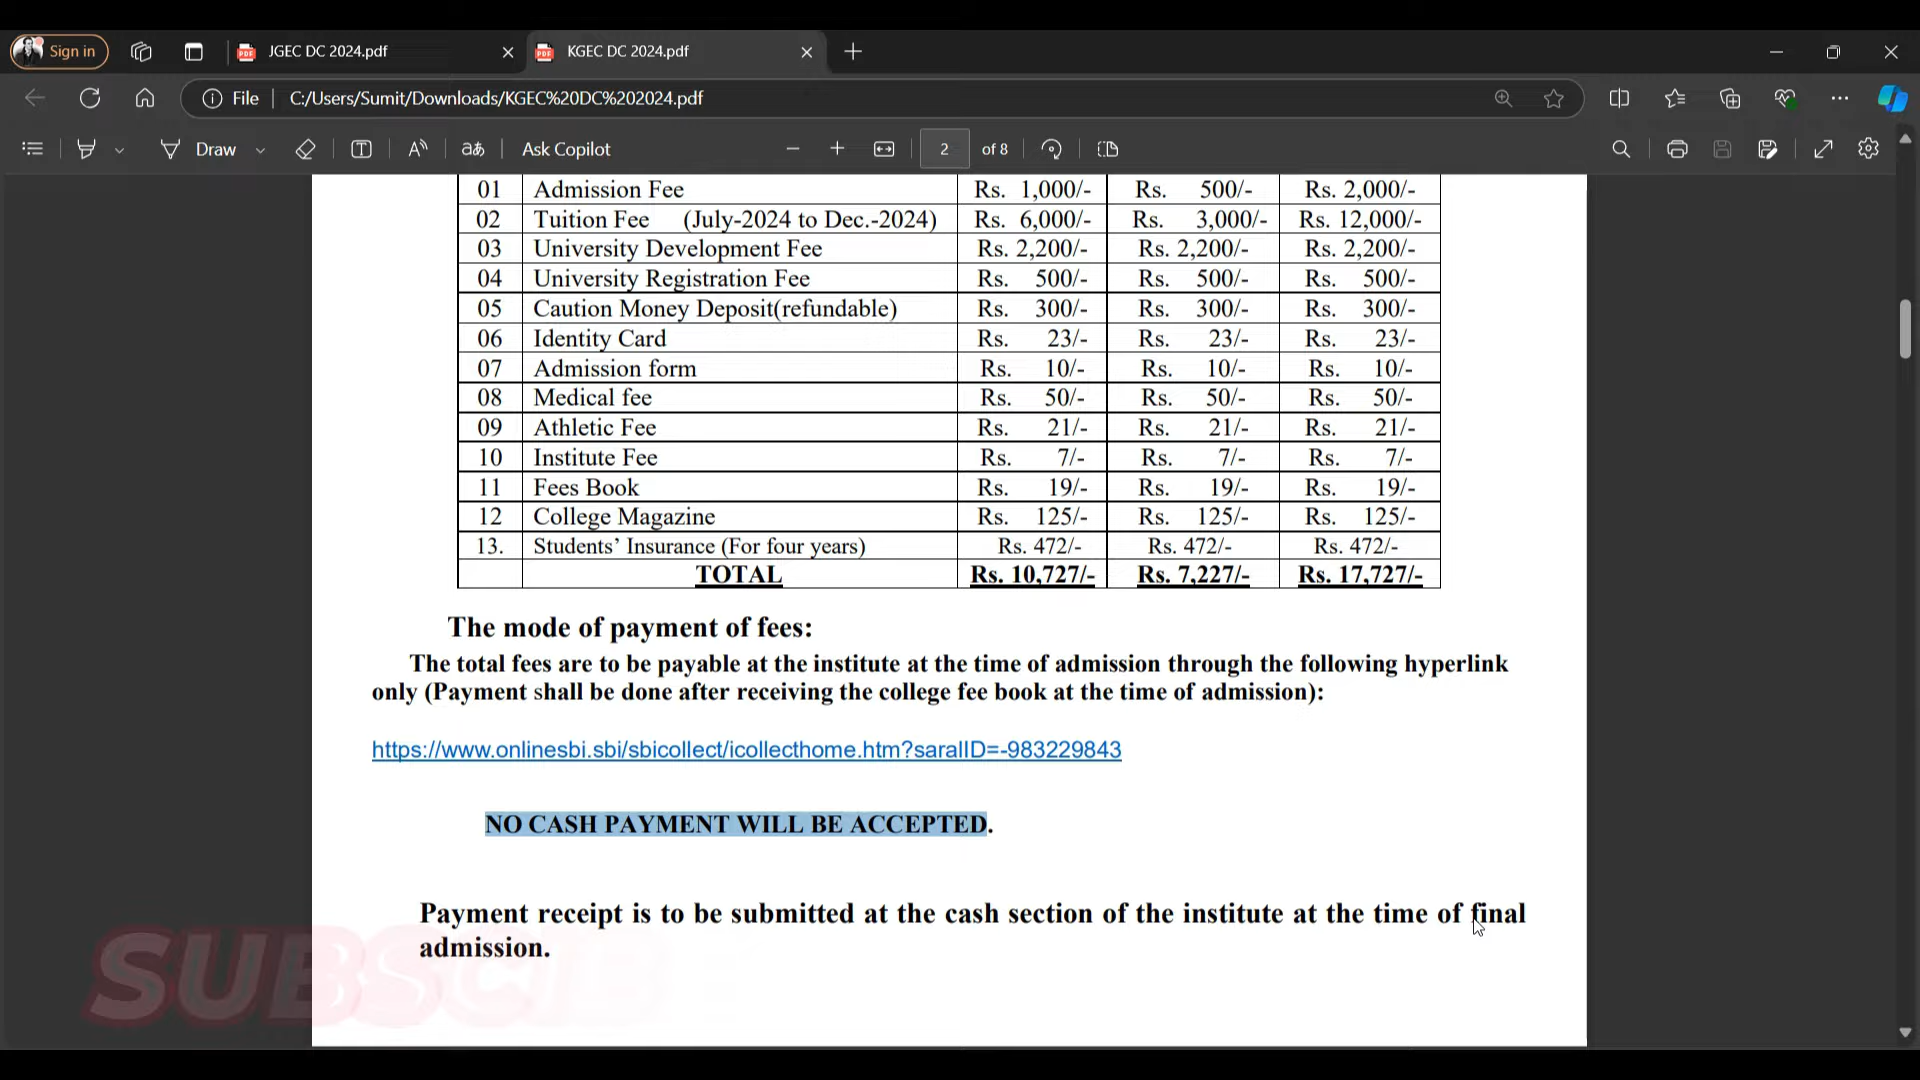 Sign in
JGEC DC 2024.pdf
KGEC DC 2024.pdf
File
C:/Users/Sumit/Downloads/KGEC%20DC%202024.pdf
Draw
Ask Copilot
2 of 8
01 Admission Fee Rs. 1,000/- Rs. 500/- Rs. 2,000/-
02 Tuition Fee (July-2024 to Dec.-2024) Rs. 6,000/- Rs. 3,000/- Rs. 12,000/-
03 University Development Fee Rs. 2,200/- Rs. 2,200/- Rs. 2,200/-
04 University Registration Fee Rs. 500/- Rs. 500/- Rs. 500/-
05 Caution Money Deposit(refundable) Rs. 300/- Rs. 300/- Rs. 300/-
06 Identity Card Rs. 23/- Rs. 23/- Rs. 23/-
07 Admission form Rs. 10/- Rs. 10/- Rs. 10/-
08 Medical fee Rs. 50/- Rs. 50/- Rs. 50/-
09 Athletic Fee Rs. 21/- Rs. 21/- Rs. 21/-
10 Institute Fee Rs. 7/- Rs. 7/- Rs. 7/-
11 Fees Book Rs. 19/- Rs. 19/- Rs. 19/-
12 College Magazine Rs. 125/- Rs. 125/- Rs. 125/-
13. Students’ Insurance (For four years) Rs. 472/- Rs. 472/- Rs. 472/-
TOTAL Rs. 10,727/- Rs. 7,227/- Rs. 17,727/-
The mode of payment of fees:
The total fees are to be payable at the institute at the time of admission through the following hyperlink
only (Payment shall be done after receiving the college fee book at the time of admission):
https://www.onlinesbi.sbi/sbicollect/icollecthome.htm?saralID=-983229843
NO CASH PAYMENT WILL BE ACCEPTED.
Payment receipt is to be submitted at the cash section of the institute at the time of final
admission.